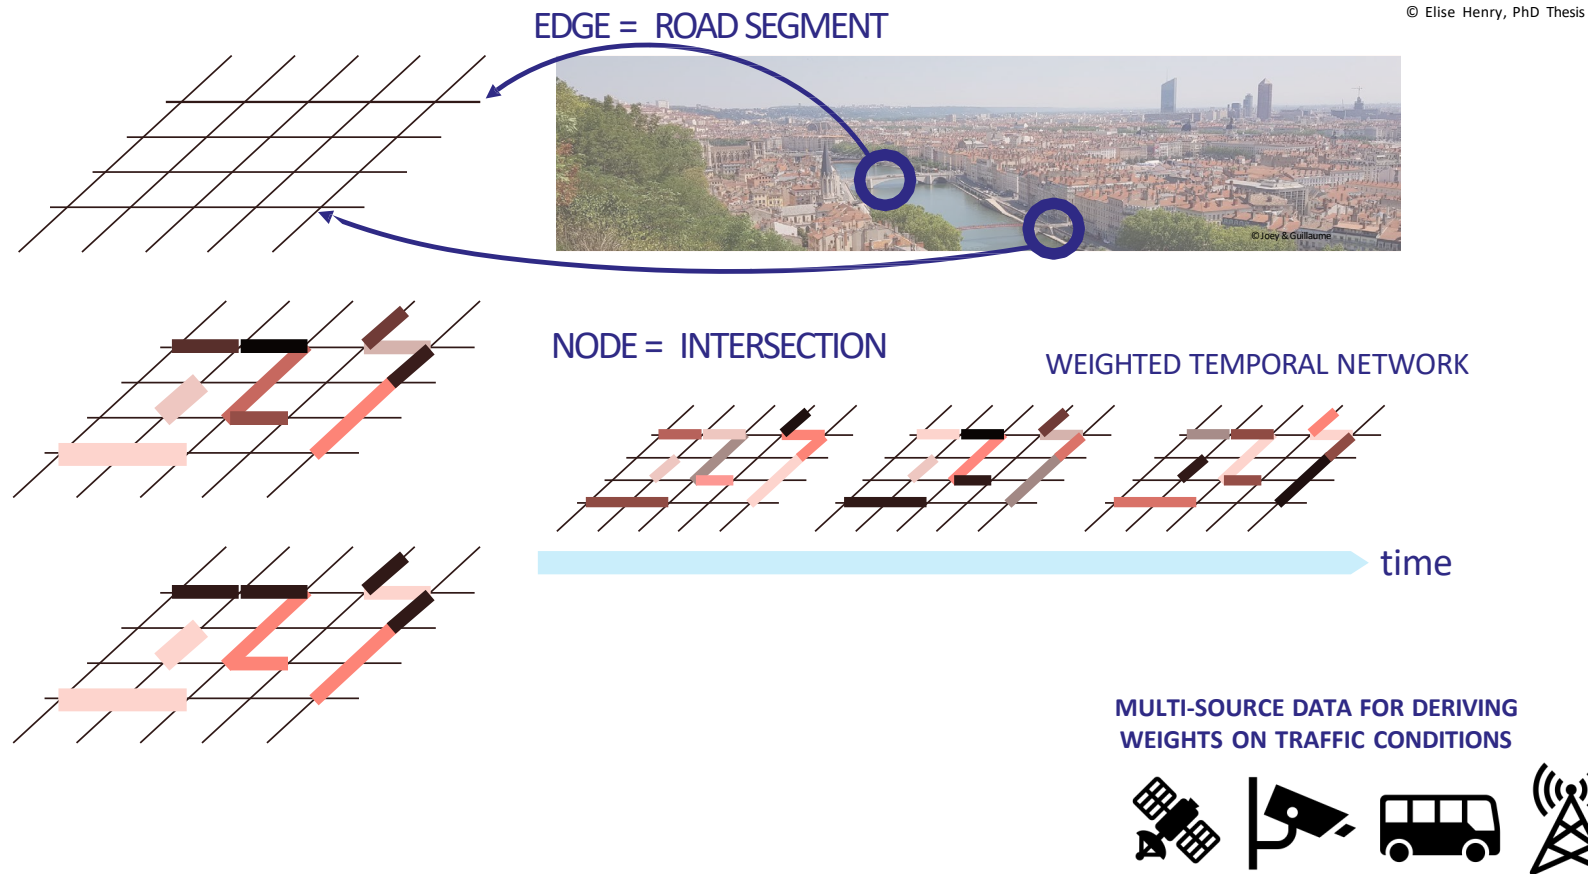 © Elise Henry, PhD Thesis
EDGE = ROAD SEGMENT
© Joey & Guillaume
NODE = INTERSECTION
WEIGHTED TEMPORAL NETWORK
time
MULTI-SOURCE DATA FOR DERIVING
WEIGHTS ON TRAFFIC CONDITIONS